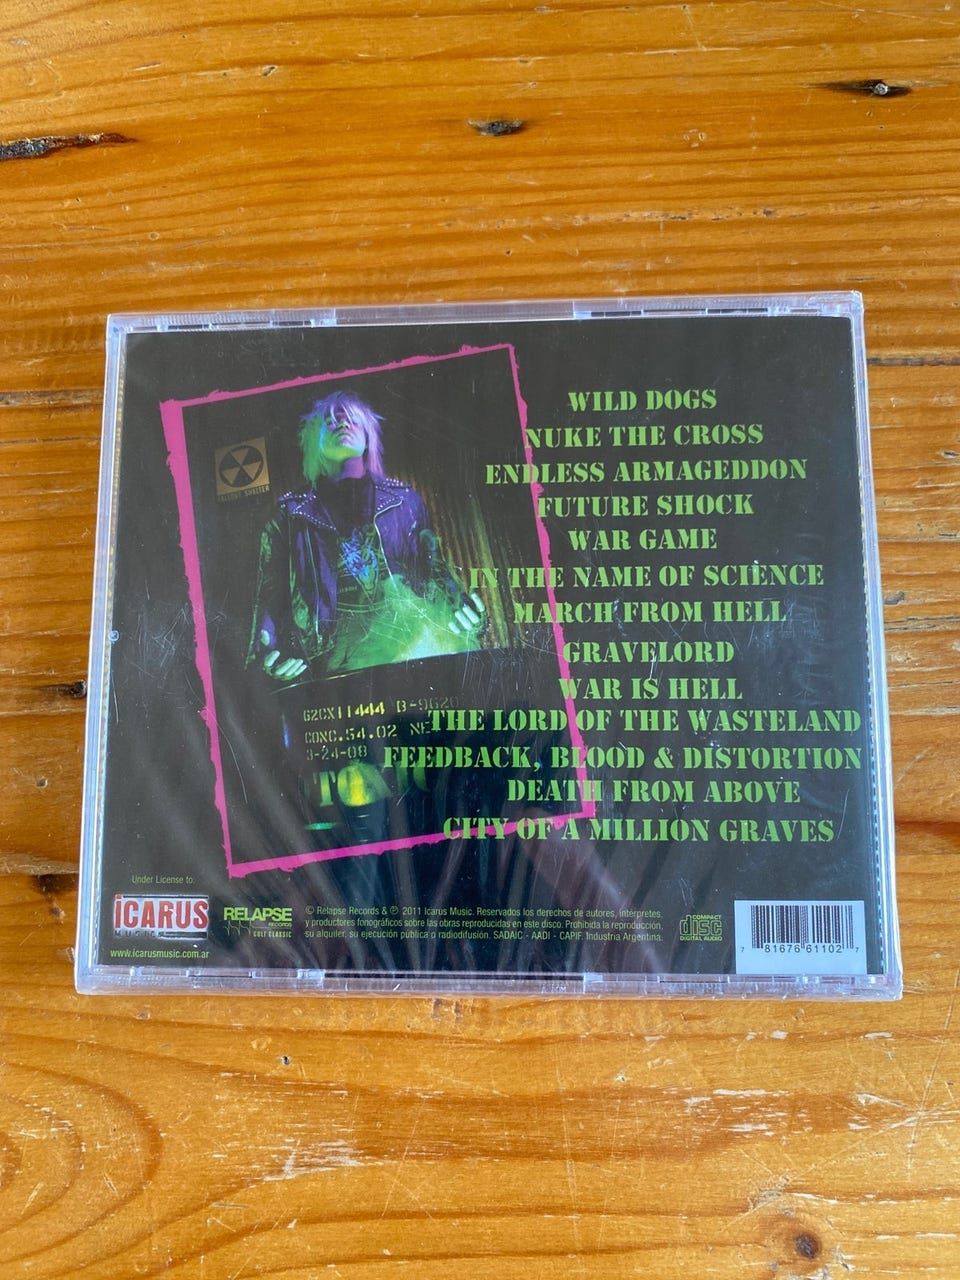 FALLOUT SHELTER
WILD DOGS
NUKE THE CROSS
ENDLESS ARMAGEDDON
FUTURE SHOCK
WAR GAME
IN THE NAME OF SCIENCE
MARCH FROM HELL
GRAVELORD
WAR IS HELL
THE LORD OF THE WASTELAND
FEEDBACK, BLOOD & DISTORTION
DEATH FROM ABOVE
CITY OF A MILLION GRAVES
G2CX11444 B-9G20
CONC.54.02 NE
3-24-08
Under License to:
iCARUS
MUSIC
www.icarusmusic.com.ar
RELAPSE
RECORDS
CULT CLASSIC
© Relapse Records & ℗ 2011 Icarus Music. Reservados los derechos de autores, intérpretes,
y productores fonográficos sobre las obras reproducidas en este disco. Prohibida la reproducción,
su alquiler, su ejecución pública o radiodifusión. SADAIC - AADI - CAPIF. Industria Argentina.
COMPACT
disc
DIGITAL AUDIO
7 81676 61102 7